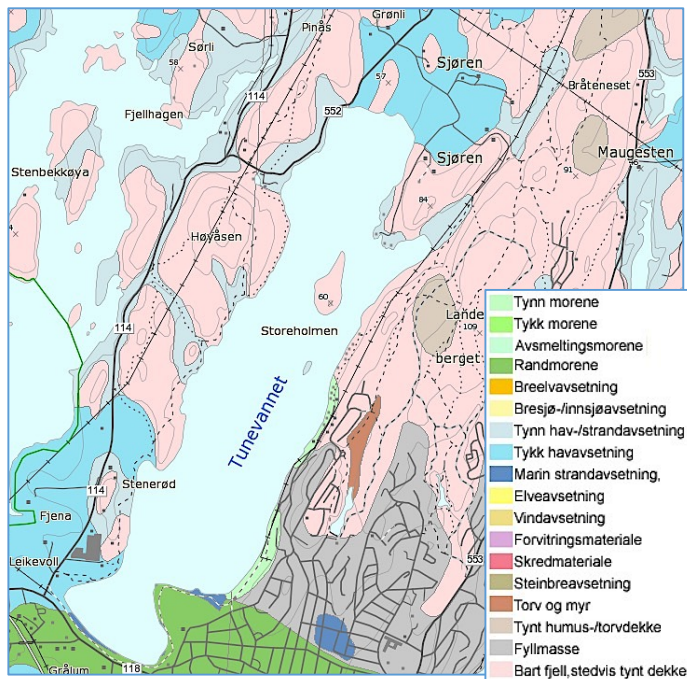 Grønli
Pinås
Sørli
58
Sjøren
57
553
Bråteneset
114
552
Fjellhagen
Maugesten
Sjøren
Stenbekkøya
91
84
4
Høyåsen
60
Lande
109
114
Storeholmen
berget
Tunevannet
Stenerød
114
Fjena
Leikevoll
553
Grålum
118
Tynn morene
Tykk morene
Avsmeltingsmorene
Randmorene
Breelvavsetning
Bresjø-/innsjøavsetning
Tynn hav-/strandavsetning
Tykk havavsetning
Marin strandavsetning,
Elveavsetning
Vindavsetning
Forvitringsmateriale
Skredmateriale
Steinbreavsetning
Torv og myr
Tynt humus-/torvdekke
Fyllmasse
Bart fjell,stedvis tynt dekke